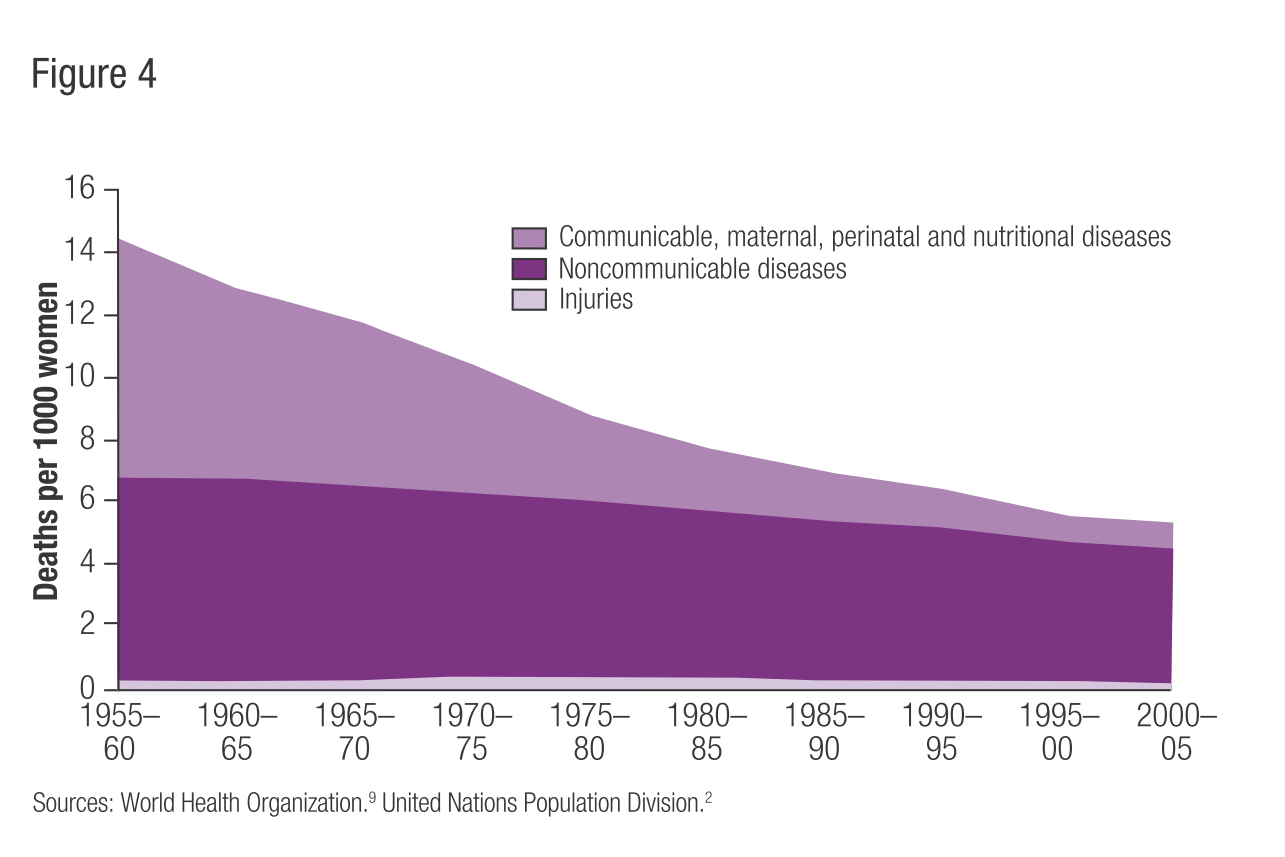 Figure 4
16
14
12
10
8
6
4
2
0
Deaths per 1000 women
Communicable, maternal, perinatal and nutritional diseases
Noncommunicable diseases
Injuries
1955– 1960– 1965– 1970– 1975– 1980– 1985– 1990– 1995– 2000–
60 65 70 75 80 85 90 95 00 05
Sources: World Health Organization.⁹ United Nations Population Division.²